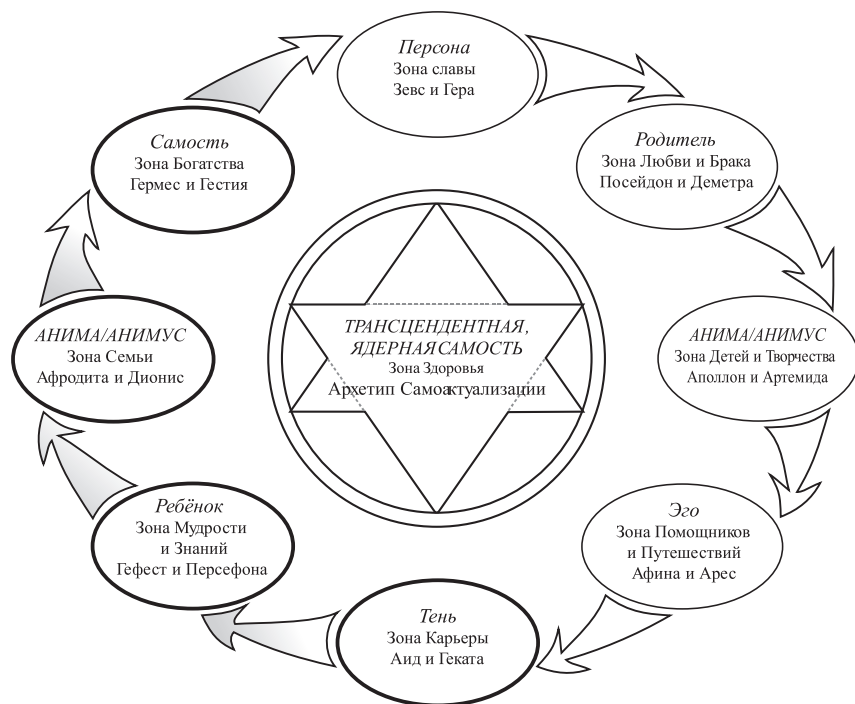 Персона
Зона славы
Зевс и Гера
Родитель
Зона Любви и Брака
Посейдон и Деметра
АНИМА/АНИМУС
Зона Детей и Творчества
Аполлон и Артемида
Эго
Зона Помощников
и Путешествий
Афина и Арес
Тень
Зона Карьеры
Аид и Геката
Ребёнок
Зона Мудрости
и Знаний
Гефест и Персефона
АНИМА/АНИМУС
Зона Семьи
Афродита и Дионис
Самость
Зона Богатства
Гермес и Гестия
ТРАНСЦЕНДЕНТНАЯ,
ЯДЕРНАЯ САМОСТЬ
Зона Здоровья
Архетип Самоактуализации